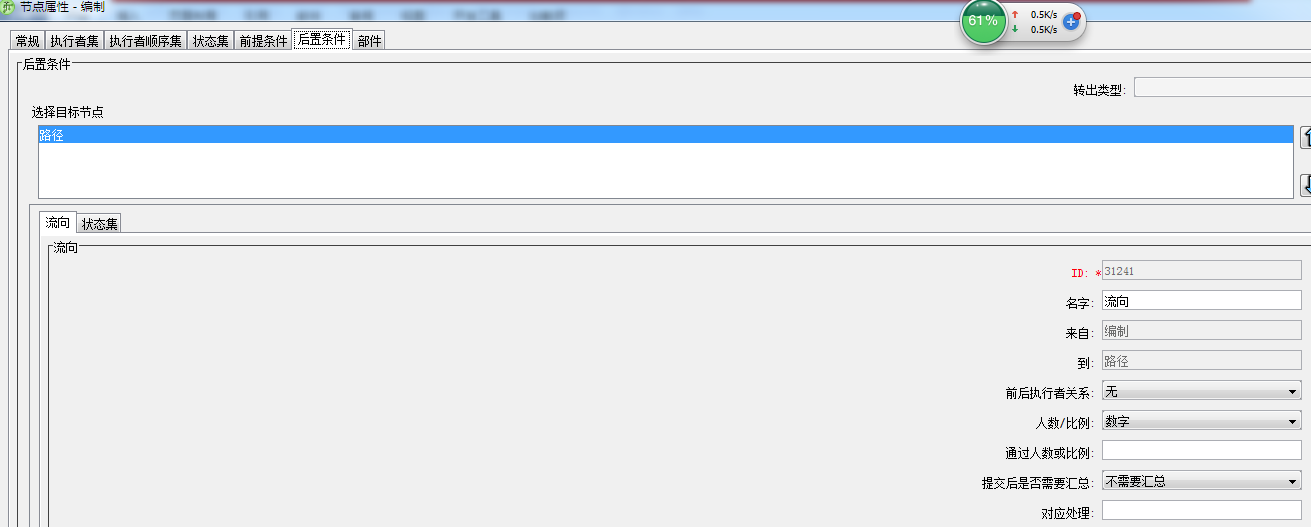 节点属性 - 编制
61%
0.5K/s
0.5K/s
常规 执行者集 执行者顺序集 状态集 前提条件 后置条件 部件
后置条件
转出类型:
选择目标节点
路径
流向 状态集
流向
ID: *31241
名字: 流向
来自: 编制
到: 路径
前后执行者关系: 无
人数/比例: 数字
通过人数或比例:
提交后是否需要汇总: 不需要汇总
对应处理: